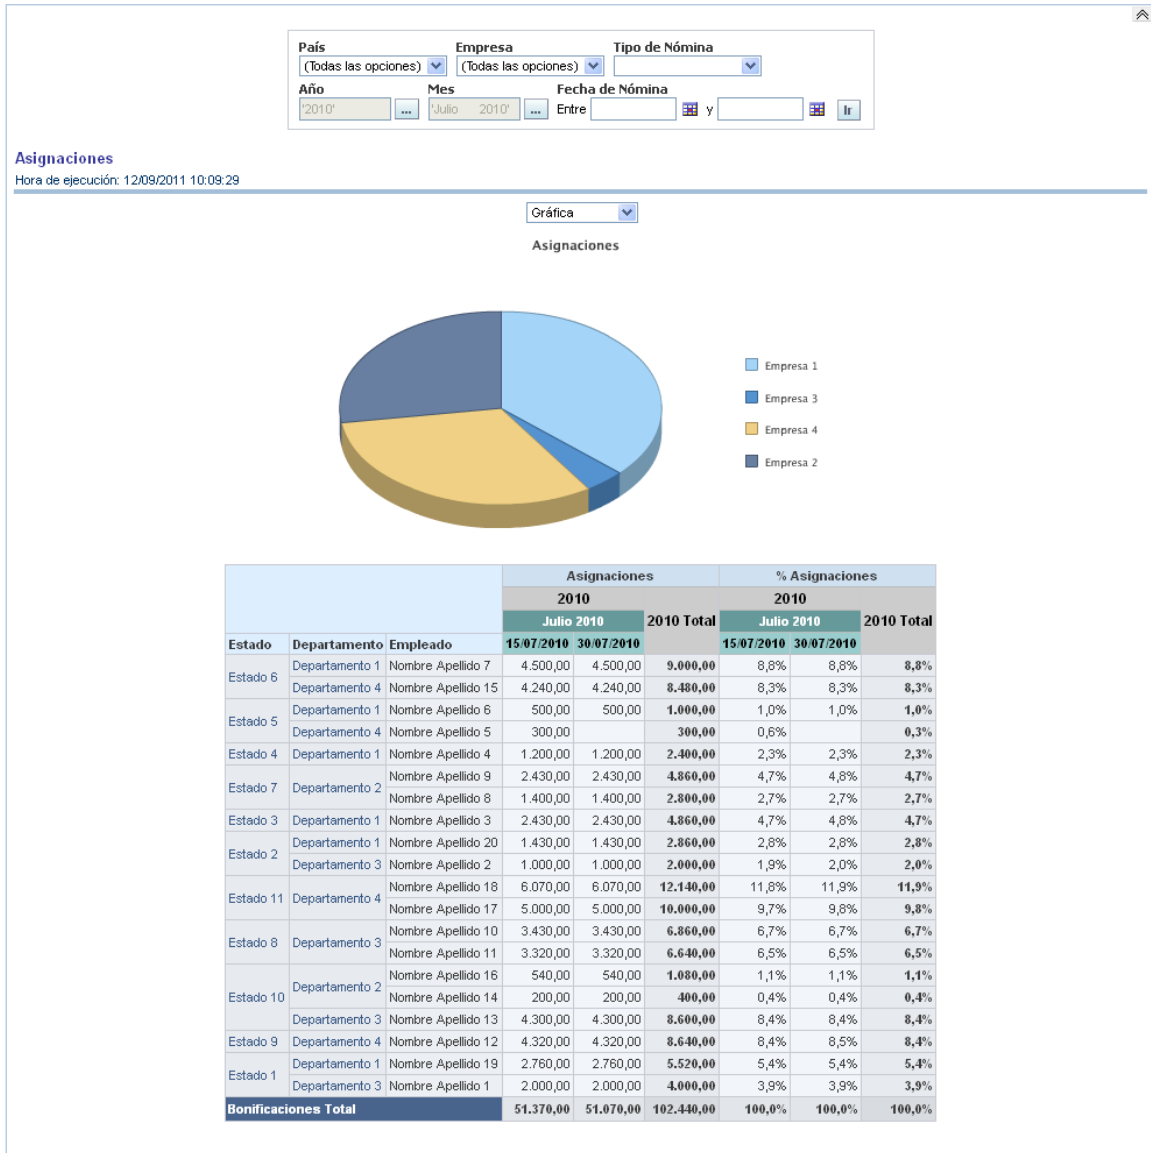 País Empresa Tipo de Nómina
(Todas las opciones) (Todas las opciones)
Año Mes Fecha de Nómina
'2010' ... 'Julio 2010' ... Entre y Ir
Asignaciones
Hora de ejecución: 12/09/2011 10:09:29
Gráfica
Asignaciones
Empresa 1
Empresa 3
Empresa 4
Empresa 2
Asignaciones % Asignaciones
2010 2010
Julio 2010 2010 Total Julio 2010 2010 Total
Estado Departamento Empleado 15/07/2010 30/07/2010 15/07/2010 30/07/2010
Estado 6 Departamento 1 Nombre Apellido 7 4.500,00 4.500,00 9.000,00 8,8% 8,8% 8,8%
Departamento 4 Nombre Apellido 15 4.240,00 4.240,00 8.480,00 8,3% 8,3% 8,3%
Estado 5 Departamento 1 Nombre Apellido 6 500,00 500,00 1.000,00 1,0% 1,0% 1,0%
Departamento 4 Nombre Apellido 5 300,00 300,00 0,6% 0,3%
Estado 4 Departamento 1 Nombre Apellido 4 1.200,00 1.200,00 2.400,00 2,3% 2,3% 2,3%
Estado 7 Departamento 2 Nombre Apellido 9 2.430,00 2.430,00 4.860,00 4,7% 4,8% 4,7%
Nombre Apellido 8 1.400,00 1.400,00 2.800,00 2,7% 2,7% 2,7%
Estado 3 Departamento 1 Nombre Apellido 3 2.430,00 2.430,00 4.860,00 4,7% 4,8% 4,7%
Estado 2 Departamento 1 Nombre Apellido 20 1.430,00 1.430,00 2.860,00 2,8% 2,8% 2,8%
Departamento 3 Nombre Apellido 2 1.000,00 1.000,00 2.000,00 1,9% 2,0% 2,0%
Estado 11 Departamento 4 Nombre Apellido 18 6.070,00 6.070,00 12.140,00 11,8% 11,9% 11,9%
Nombre Apellido 17 5.000,00 5.000,00 10.000,00 9,7% 9,8% 9,8%
Estado 8 Departamento 3 Nombre Apellido 10 3.430,00 3.430,00 6.860,00 6,7% 6,7% 6,7%
Nombre Apellido 11 3.320,00 3.320,00 6.640,00 6,5% 6,5% 6,5%
Estado 10 Departamento 2 Nombre Apellido 16 540,00 540,00 1.080,00 1,1% 1,1% 1,1%
Nombre Apellido 14 200,00 200,00 400,00 0,4% 0,4% 0,4%
Departamento 3 Nombre Apellido 13 4.300,00 4.300,00 8.600,00 8,4% 8,4% 8,4%
Estado 9 Departamento 4 Nombre Apellido 12 4.320,00 4.320,00 8.640,00 8,4% 8,5% 8,4%
Estado 1 Departamento 1 Nombre Apellido 19 2.760,00 2.760,00 5.520,00 5,4% 5,4% 5,4%
Departamento 3 Nombre Apellido 1 2.000,00 2.000,00 4.000,00 3,9% 3,9% 3,9%
Bonificaciones Total 51.370,00 51.070,00 102.440,00 100,0% 100,0% 100,0%